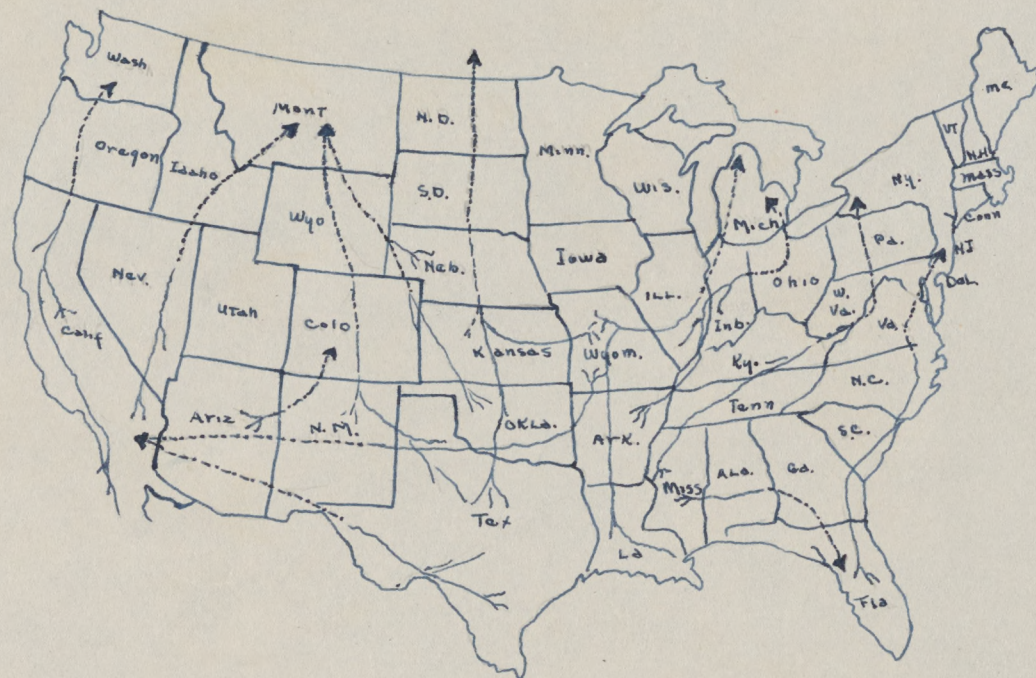 Wash
Mont
N.D.
Minn.
Me
VT
N.H.
Mass
Oregon
Idaho
S.D.
Wis.
N.Y.
Mich
Conn
Wyo
Neb.
Iowa
Pa.
NJ
Del.
Nev.
Utah
Colo
ILL.
Ind.
Ohio
W.
Va.
Va.
Calif
Kansas
Wyom.
Ky.
N.C.
Ariz
N.M.
OKLa.
Ark.
Tenn
S.C.
Tex
Miss
ALa.
Ga.
La
Fla